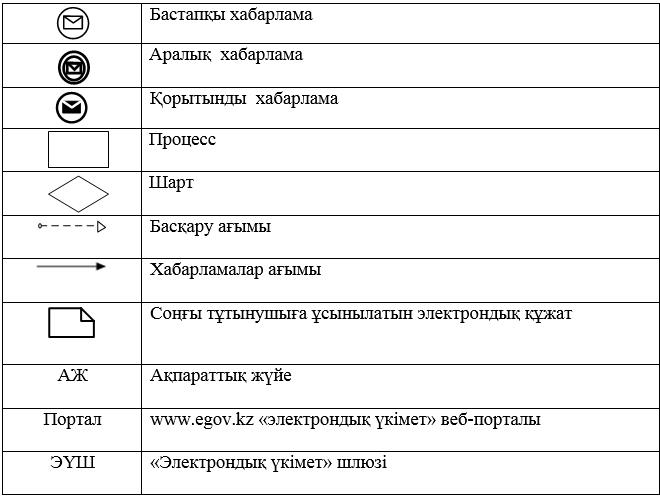 Бастапқы хабарлама
Аралық хабарлама
Қорытынды хабарлама
Процесс
Шарт
Басқару ағымы
Хабарламалар ағымы
Соңғы тұтынушыға ұсынылатын электрондық құжат
АЖ Ақпараттық жүйе
Портал www.egov.kz «электрондық үкімет» веб-порталы
ЭҮШ «Электрондық үкімет» шлюзі